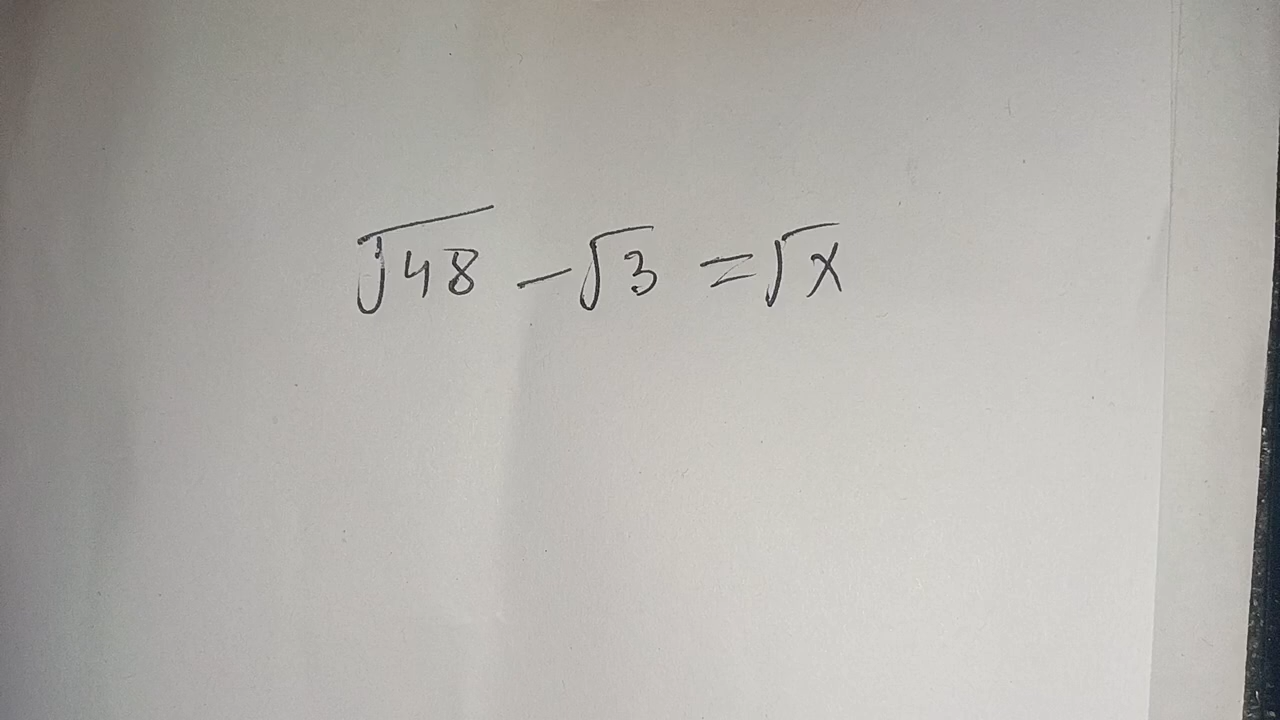 √48 - √3 = √x